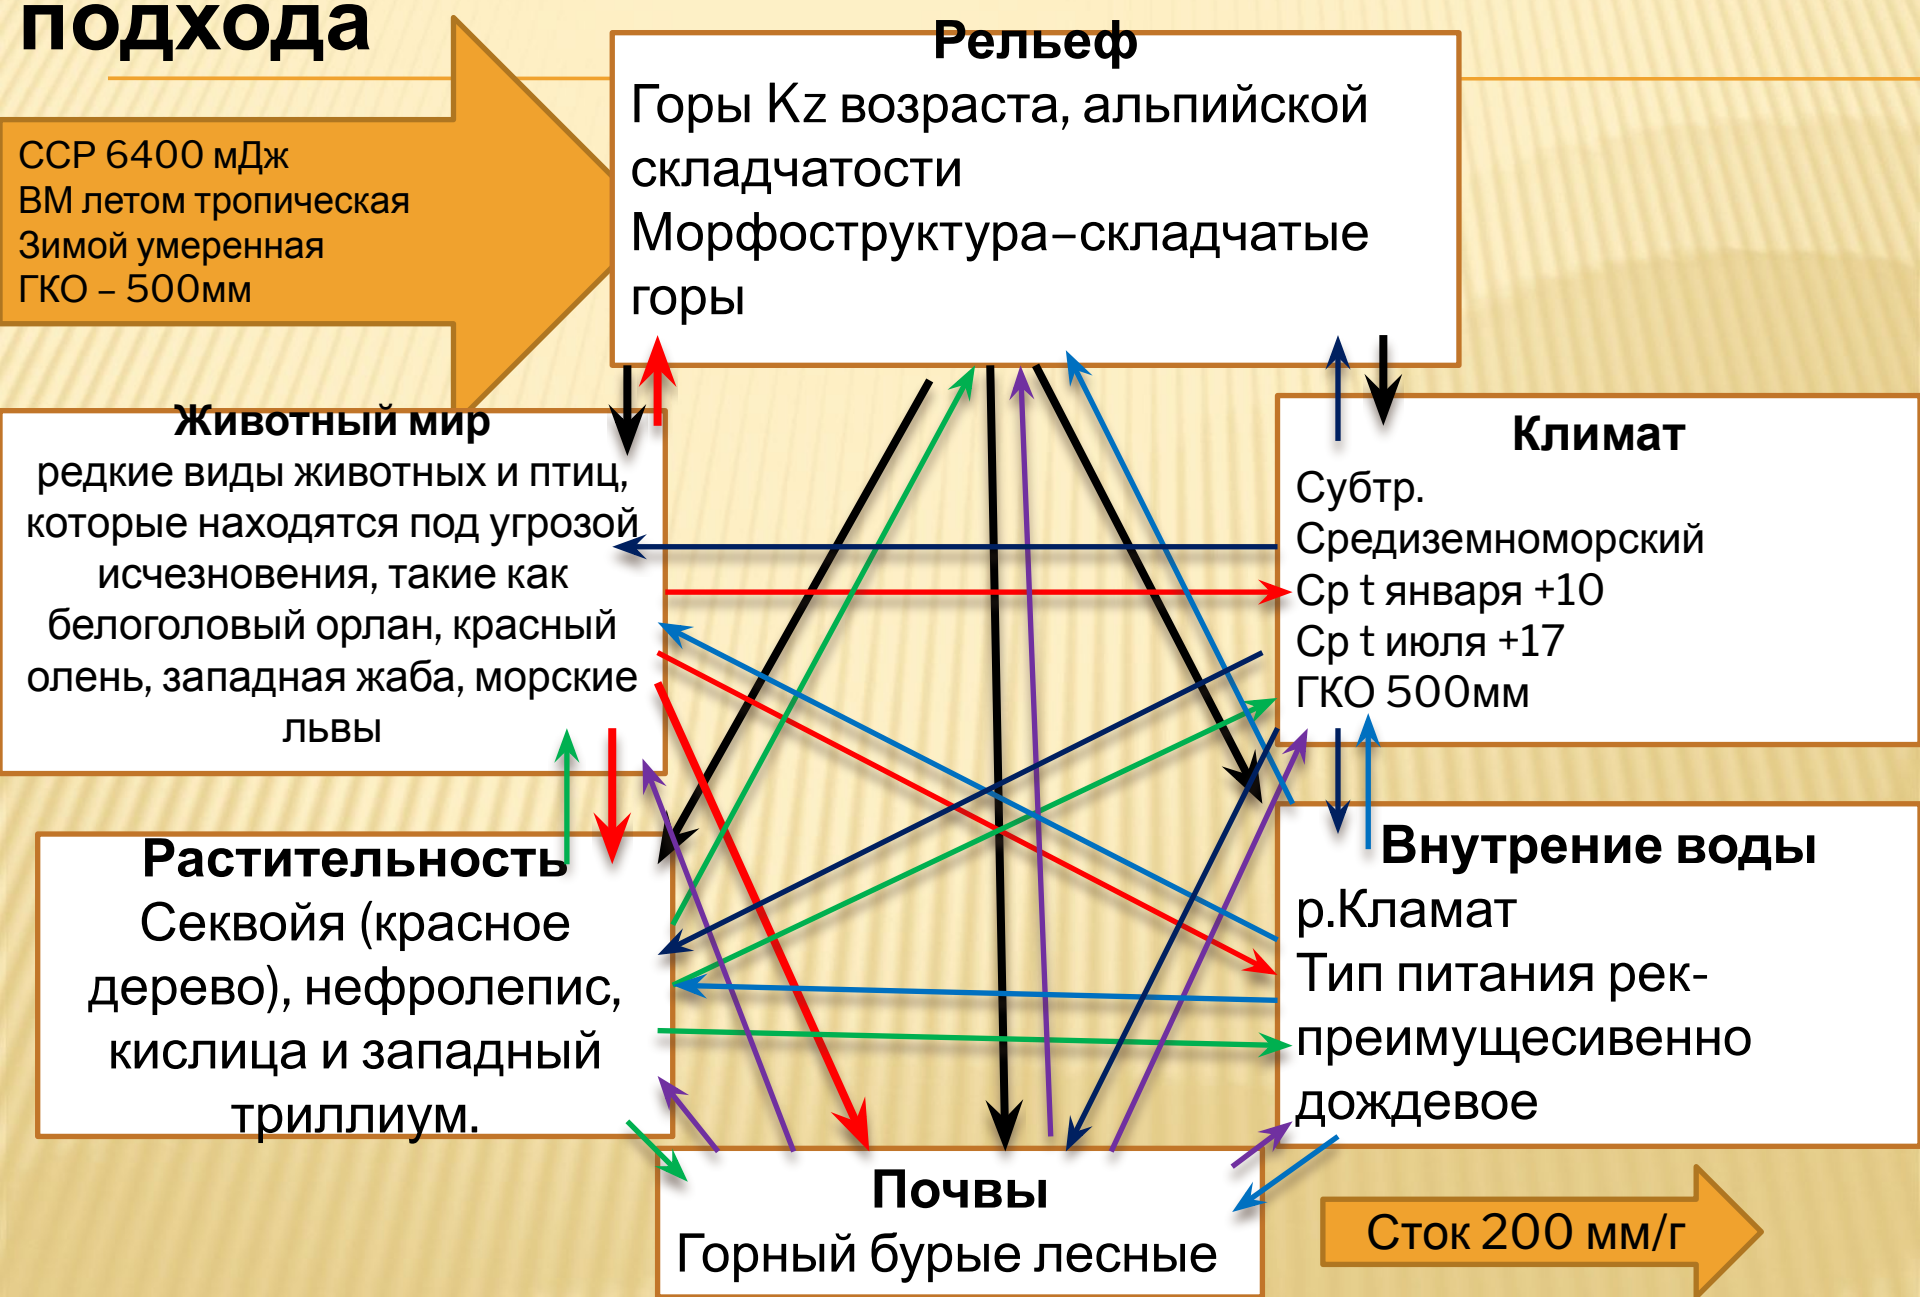 подхода
ССР 6400 мДж
ВМ летом тропическая
Зимой умеренная
ГКО – 500мм
Рельеф
Горы Kz возраста, альпийской
складчатости
Морфоструктура–складчатые
горы
Животный мир
редкие виды животных и птиц,
которые находятся под угрозой
исчезновения, такие как
белоголовый орлан, красный
олень, западная жаба, морские
львы
Климат
Субтр.
Средиземноморский
Ср t января +10
Ср t июля +17
ГКО 500мм
Растительность
Секвойя (красное
дерево), нефролепис,
кислица и западный
триллиум.
Внутрение воды
р.Кламат
Тип питания рек-
преимущесивенно
дождевое
Почвы
Горный бурые лесные
Сток 200 мм/г